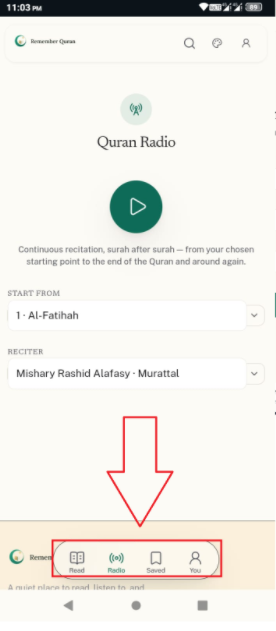 11:03 PM
89
Remember Quran
Quran Radio
Continuous recitation, surah after surah — from your chosen
starting point to the end of the Quran and around again.
START FROM
1 · Al-Fatihah
RECITER
Mishary Rashid Alafasy · Murattal
Remem
Read
Radio
Saved
You
A quiet place to read, listen to, and